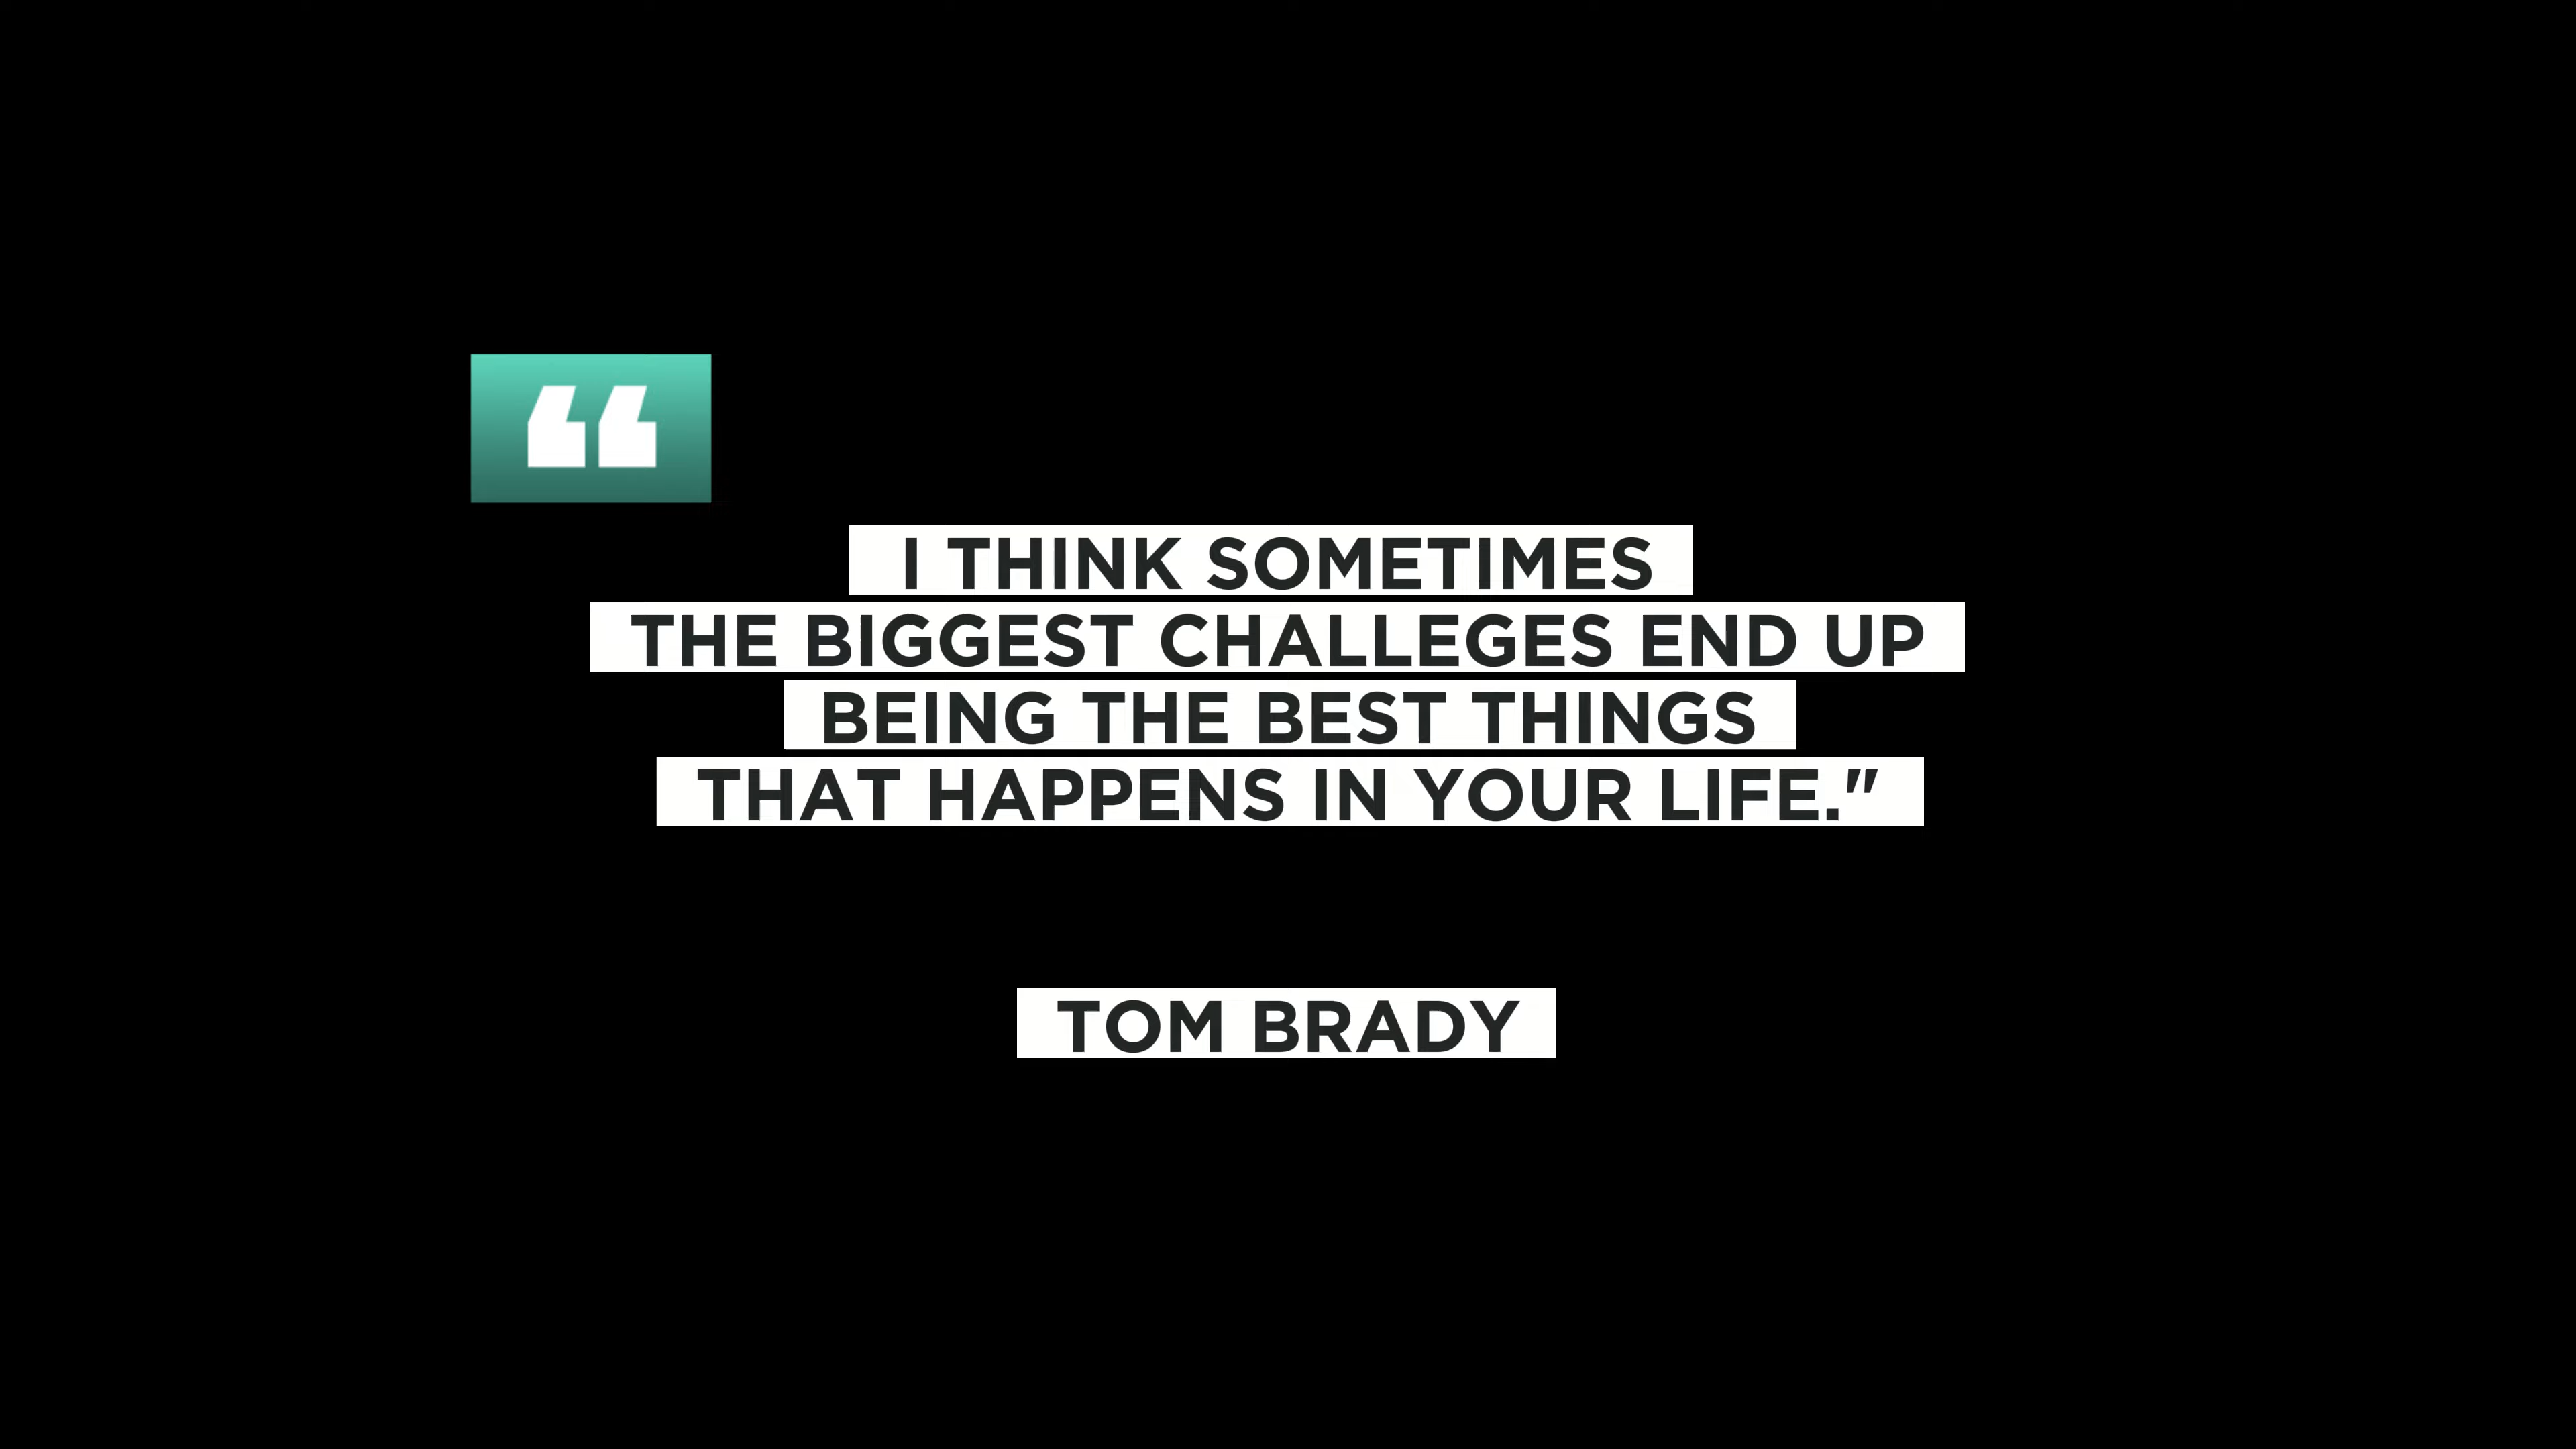 “
I THINK SOMETIMES
THE BIGGEST CHALLEGES END UP
BEING THE BEST THINGS
THAT HAPPENS IN YOUR LIFE."
TOM BRADY